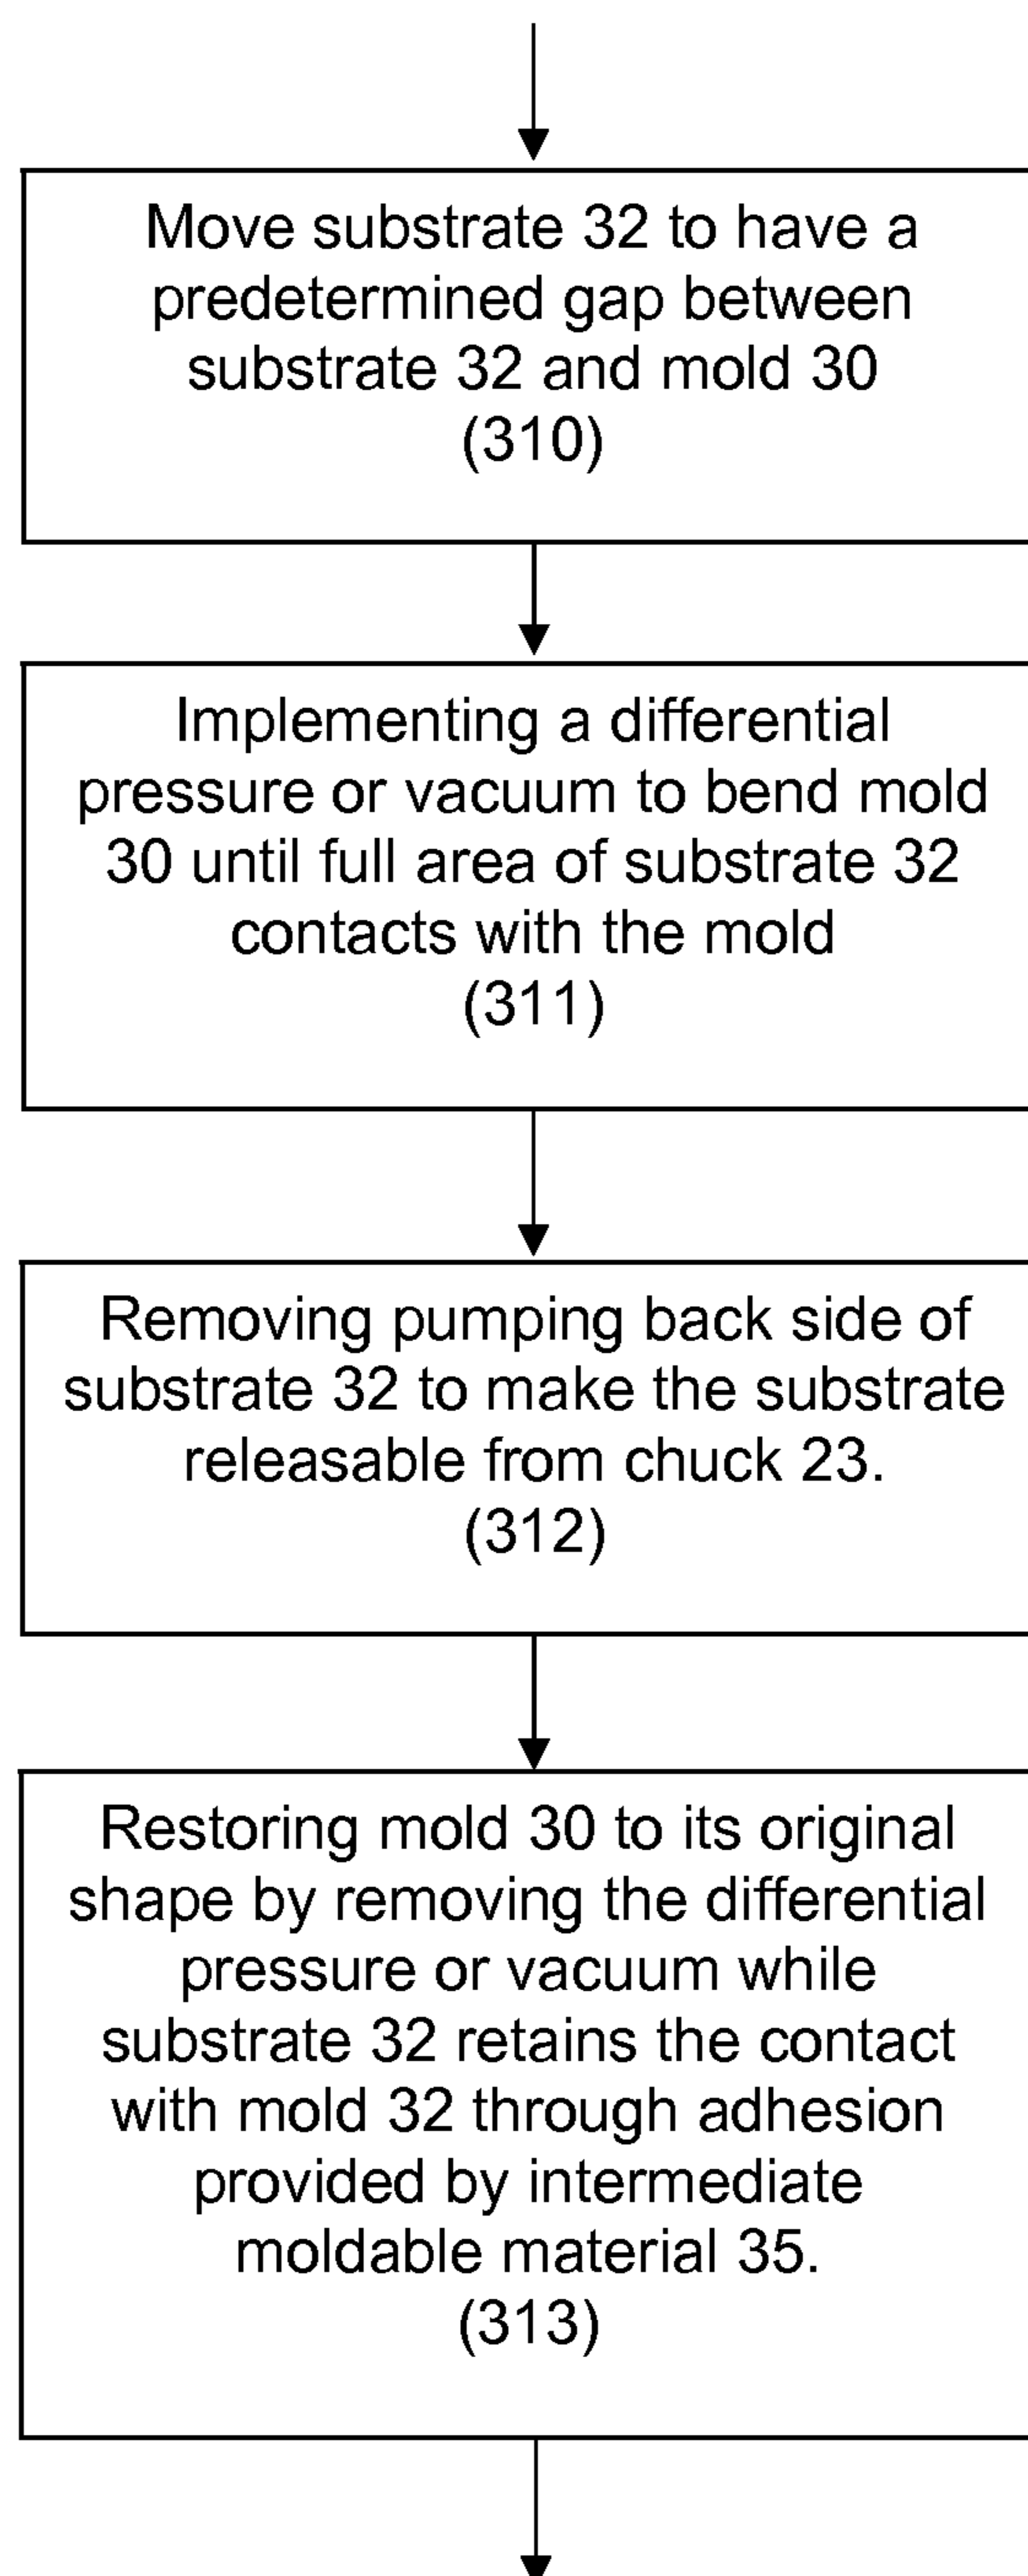 Move substrate 32 to have a
predetermined gap between
substrate 32 and mold 30
(310)
Implementing a differential
pressure or vacuum to bend mold
30 until full area of substrate 32
contacts with the mold
(311)
Removing pumping back side of
substrate 32 to make the substrate
releasable from chuck 23.
(312)
Restoring mold 30 to its original
shape by removing the differential
pressure or vacuum while
substrate 32 retains the contact
with mold 32 through adhesion
provided by intermediate
moldable material 35.
(313)